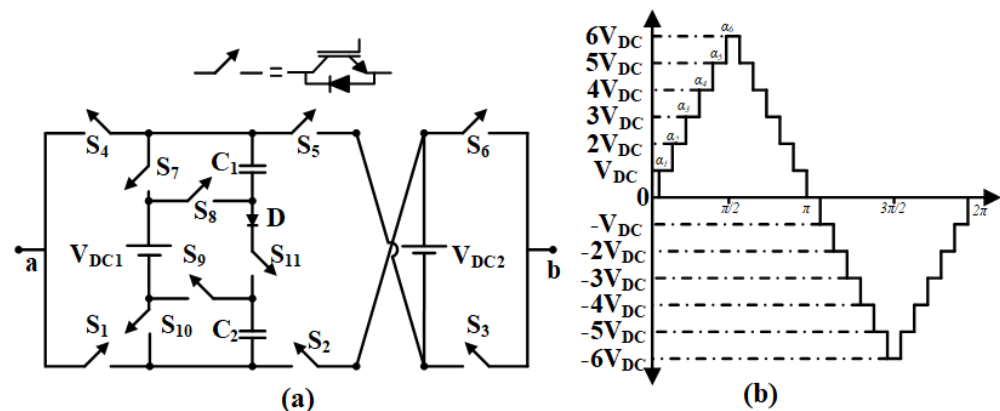 =
S4
S5
S6
S7
C1
S8
D
VDC1
S9
S11
VDC2
a
b
S1
S10
C2
S2
S3
(a)
6VDC
5VDC
4VDC
3VDC
2VDC
VDC
0
-VDC
-2VDC
-3VDC
-4VDC
-5VDC
-6VDC
α6
α5
α4
α3
α2
α1
π/2
π
3π/2
2π
(b)